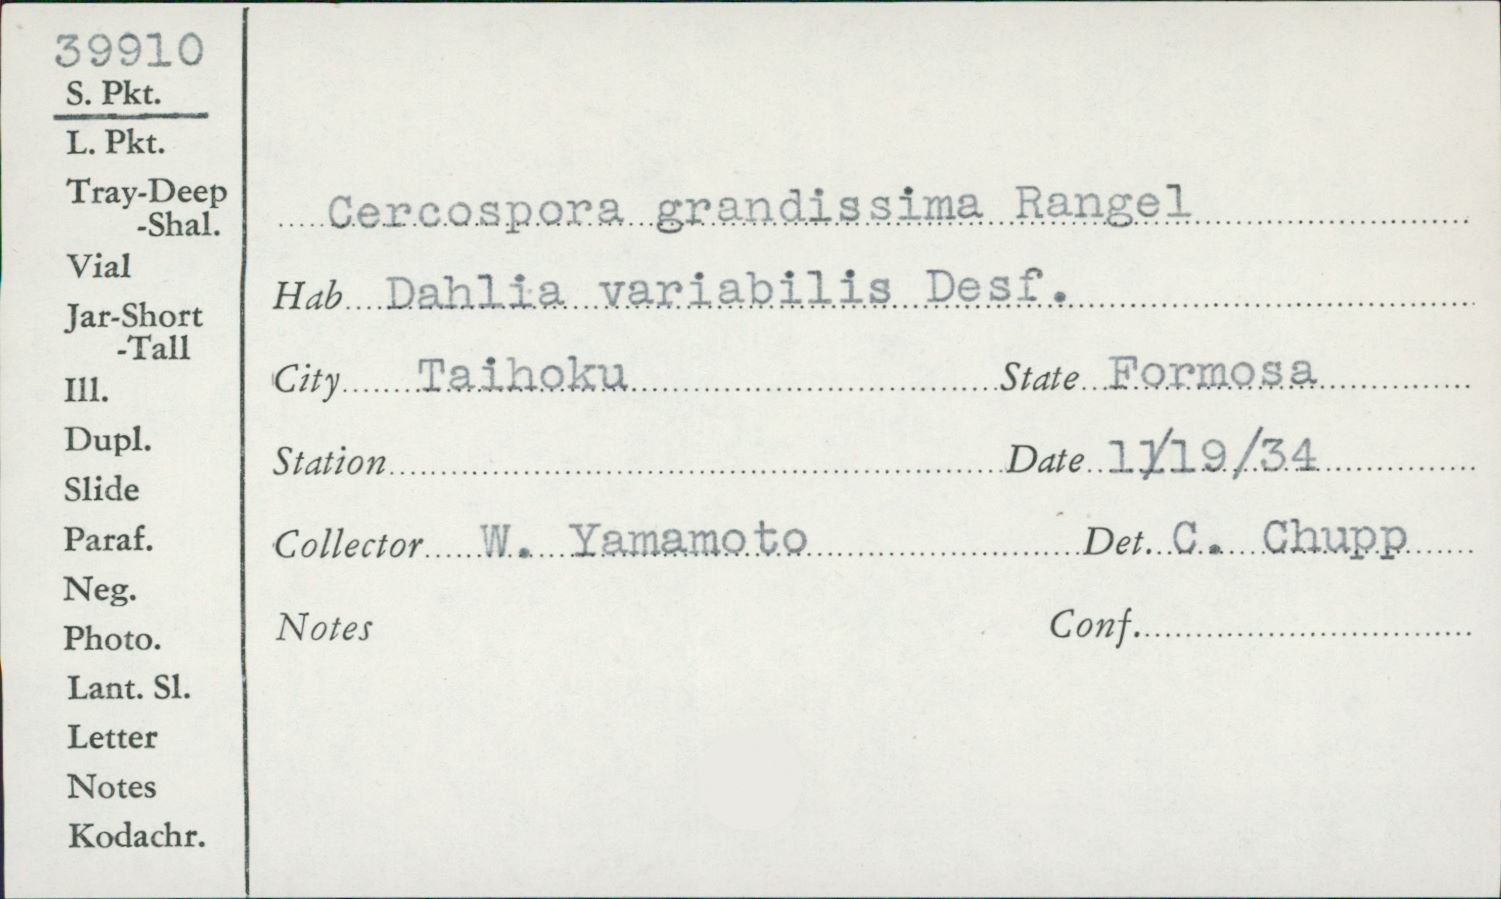 39910
S. Pkt.
L. Pkt.
Tray-Deep
-Shal.
Vial
Jar-Short
-Tall
Ill.
Dupl.
Slide
Paraf.
Neg.
Photo.
Lant. Sl.
Letter
Notes
Kodachr.
Cercospora grandissima Rangel
Hab Dahlia variabilis Desf.
City Taihoku State Formosa
Station Date 11/19/34
Collector W. Yamamoto Det. C. Chupp
Notes Conf.